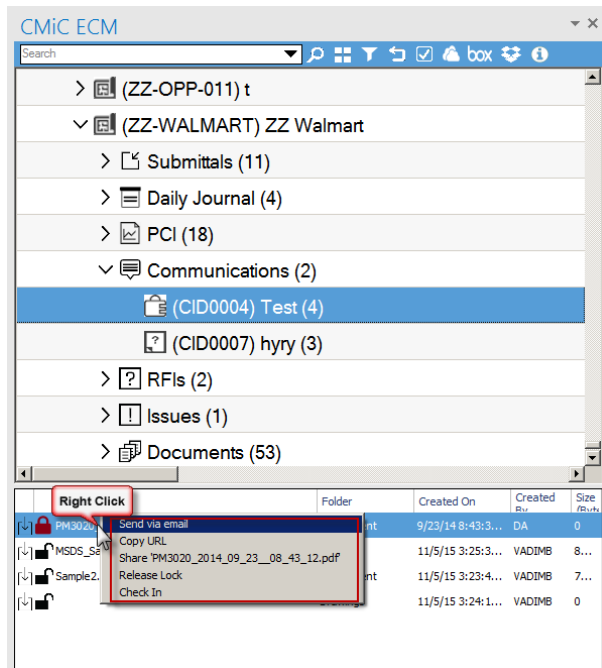 CMiC ECM
Search
box
(ZZ-OPP-011) t
(ZZ-WALMART) ZZ Walmart
Submittals (11)
Daily Journal (4)
PCI (18)
Communications (2)
(CID0004) Test (4)
(CID0007) hyry (3)
RFIs (2)
Issues (1)
Documents (53)
Right Click
Folder Created On Created By Size
PM3020_ nt 9/23/14 8:43:3... DA 0
Send via email
Copy URL
MSDS_Sa 11/5/15 3:25:3... VADIMB 8...
Share 'PM3020_2014_09_23__08_43_12.pdf'
Sample2. nt 11/5/15 3:23:4... VADIMB 7...
Release Lock
Check In
11/5/15 3:24:1... VADIMB 0